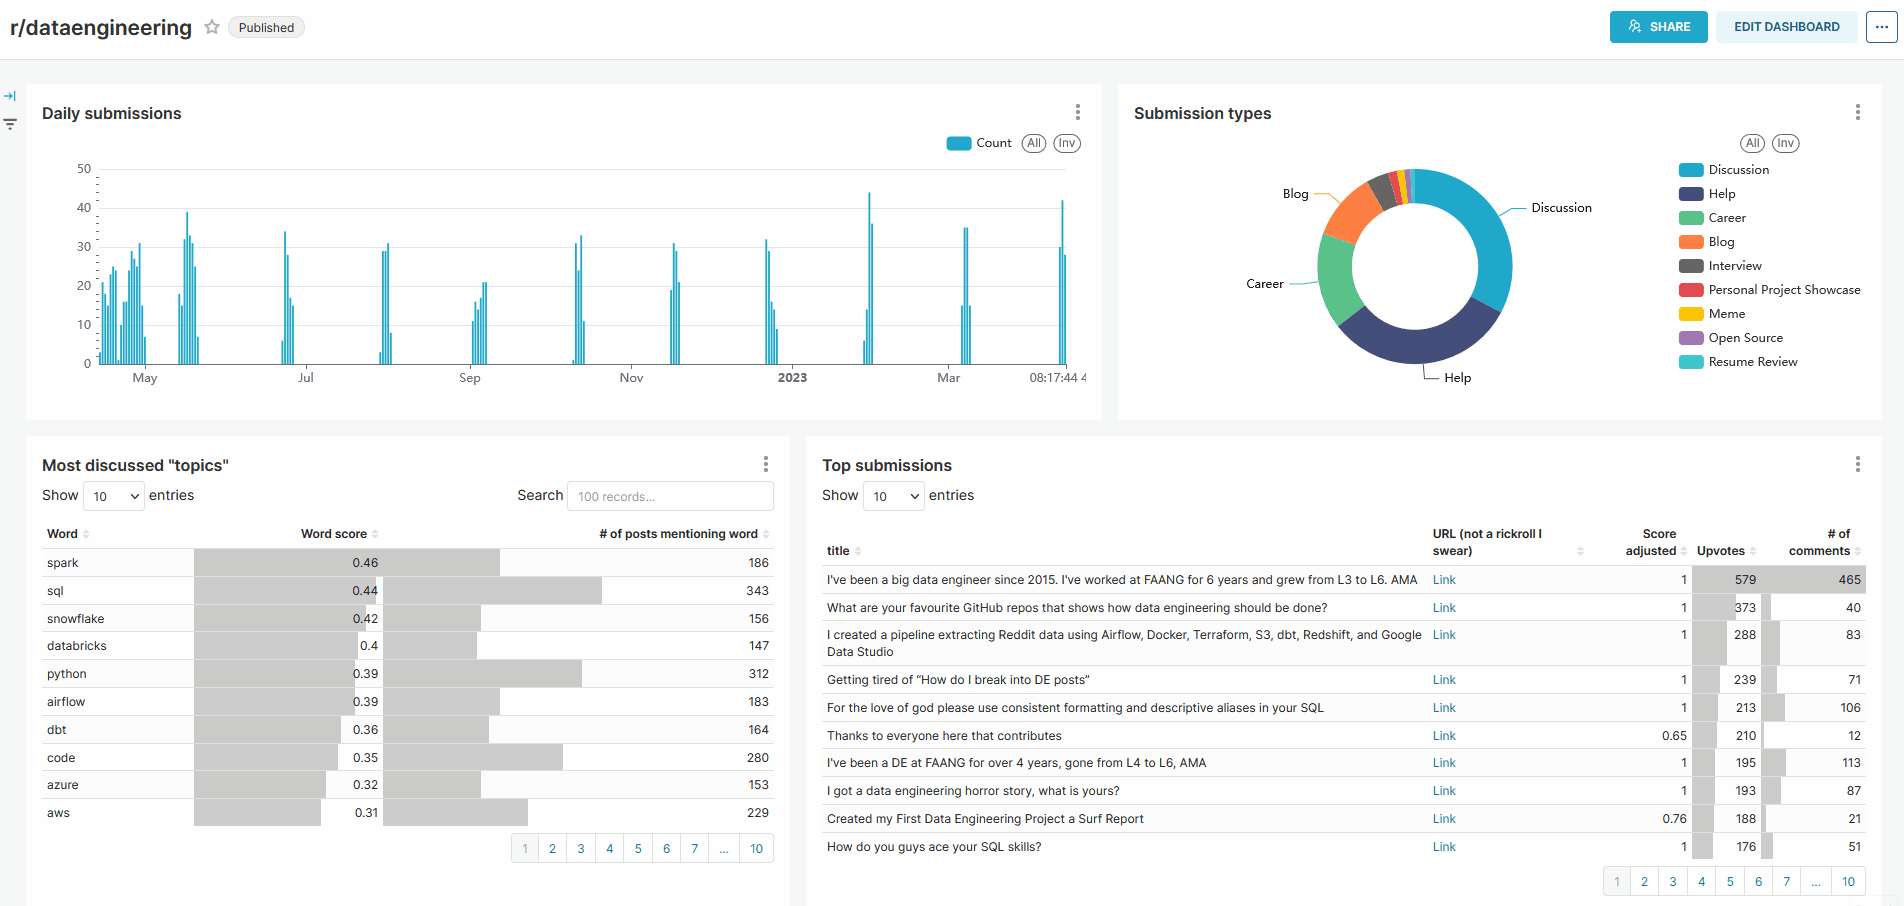 r/dataengineering
Published
SHARE
EDIT DASHBOARD
...
Daily submissions
Count All Inv
50
40
30
20
10
0
May Jul Sep Nov 2023 Mar 08:17:44
Submission types
All Inv
Discussion
Help
Career
Blog
Interview
Personal Project Showcase
Meme
Open Source
Resume Review
Blog
Discussion
Career
Help
Most discussed "topics"
Show 10 entries Search 100 records...
Word Word score # of posts mentioning word
spark 0.46 186
sql 0.44 343
snowflake 0.42 156
databricks 0.4 147
python 0.39 312
airflow 0.39 183
dbt 0.36 164
code 0.35 280
azure 0.32 153
aws 0.31 229
1 2 3 4 5 6 7 ... 10
Top submissions
Show 10 entries
title URL (not a rickroll I swear) Score adjusted Upvotes # of comments
I've been a big data engineer since 2015. I've worked at FAANG for 6 years and grew from L3 to L6. AMA Link 1 579 465
What are your favourite GitHub repos that shows how data engineering should be done? Link 1 373 40
I created a pipeline extracting Reddit data using Airflow, Docker, Terraform, S3, dbt, Redshift, and Google Link 1 288 83
Data Studio
Getting tired of “How do I break into DE posts” Link 1 239 71
For the love of god please use consistent formatting and descriptive aliases in your SQL Link 1 213 106
Thanks to everyone here that contributes Link 0.65 210 12
I've been a DE at FAANG for over 4 years, gone from L4 to L6, AMA Link 1 195 113
I got a data engineering horror story, what is yours? Link 1 193 87
Created my First Data Engineering Project a Surf Report Link 0.76 188 21
How do you guys ace your SQL skills? Link 1 176 51
1 2 3 4 5 6 7 ... 10